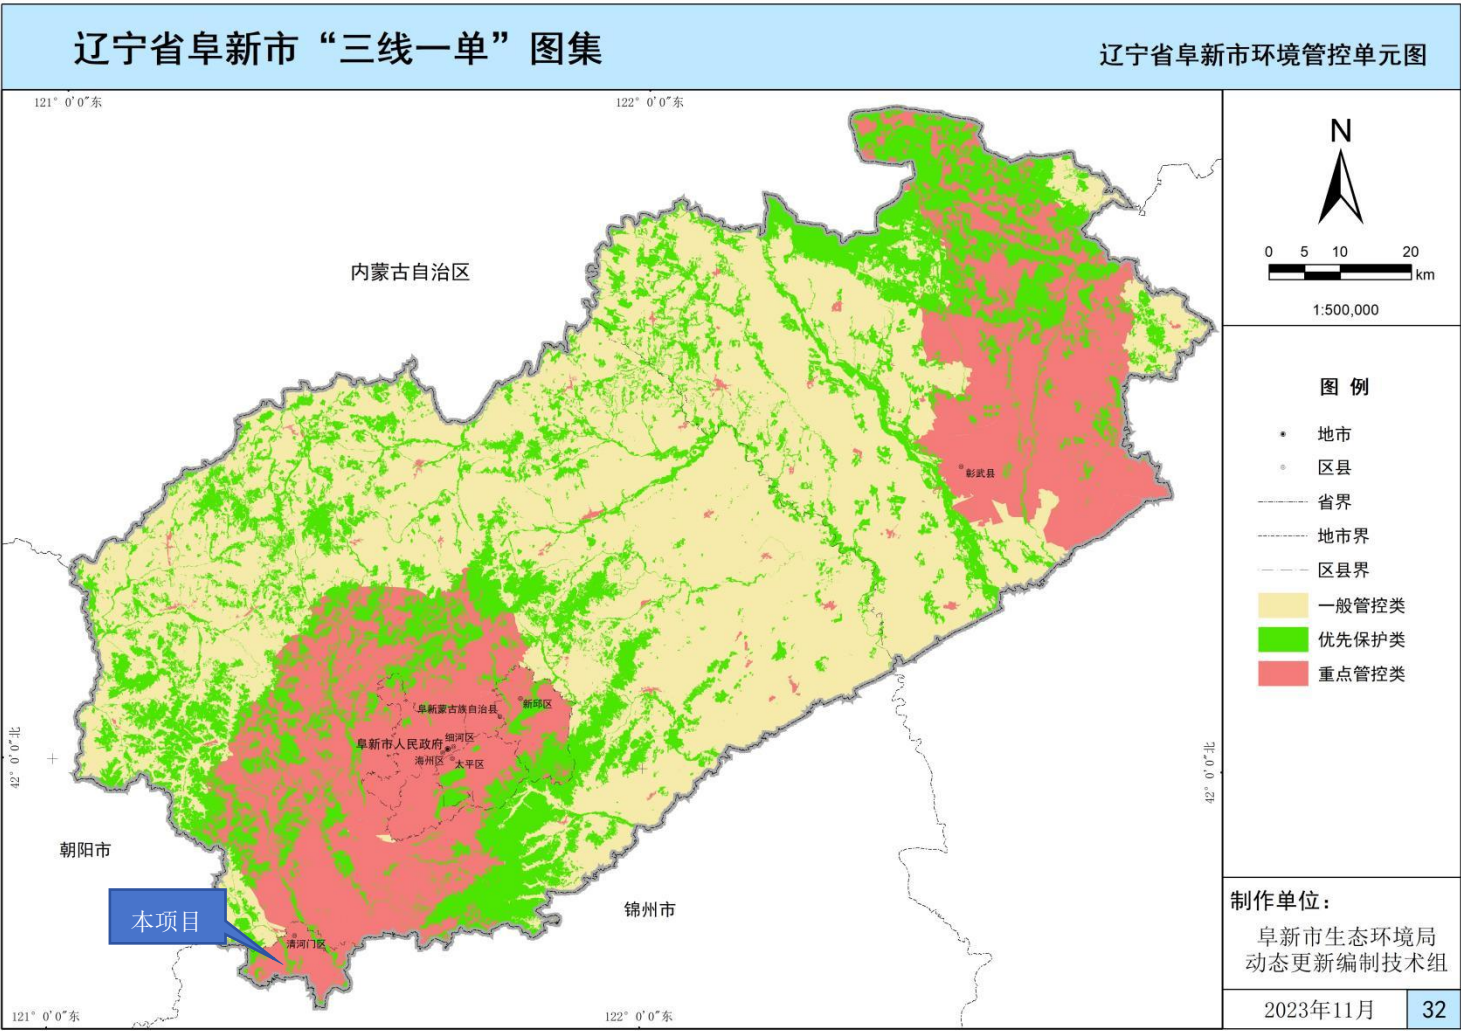 辽宁省阜新市“三线一单”图集
辽宁省阜新市环境管控单元图
121° 0'0"东
122° 0'0"东
N
0 5 10 20
km
1:500,000
内蒙古自治区
图 例
地市
区县
省界
地市界
区县界
一般管控类
优先保护类
重点管控类
彰武县
新邱区
阜新蒙古族自治县
细河区
阜新市人民政府
海州区
太平区
42° 0'0"北
42° 0'0"北
朝阳市
本项目
清河门区
锦州市
制作单位：
阜新市生态环境局
动态更新编制技术组
121° 0'0"东
122° 0'0"东
2023年11月
32